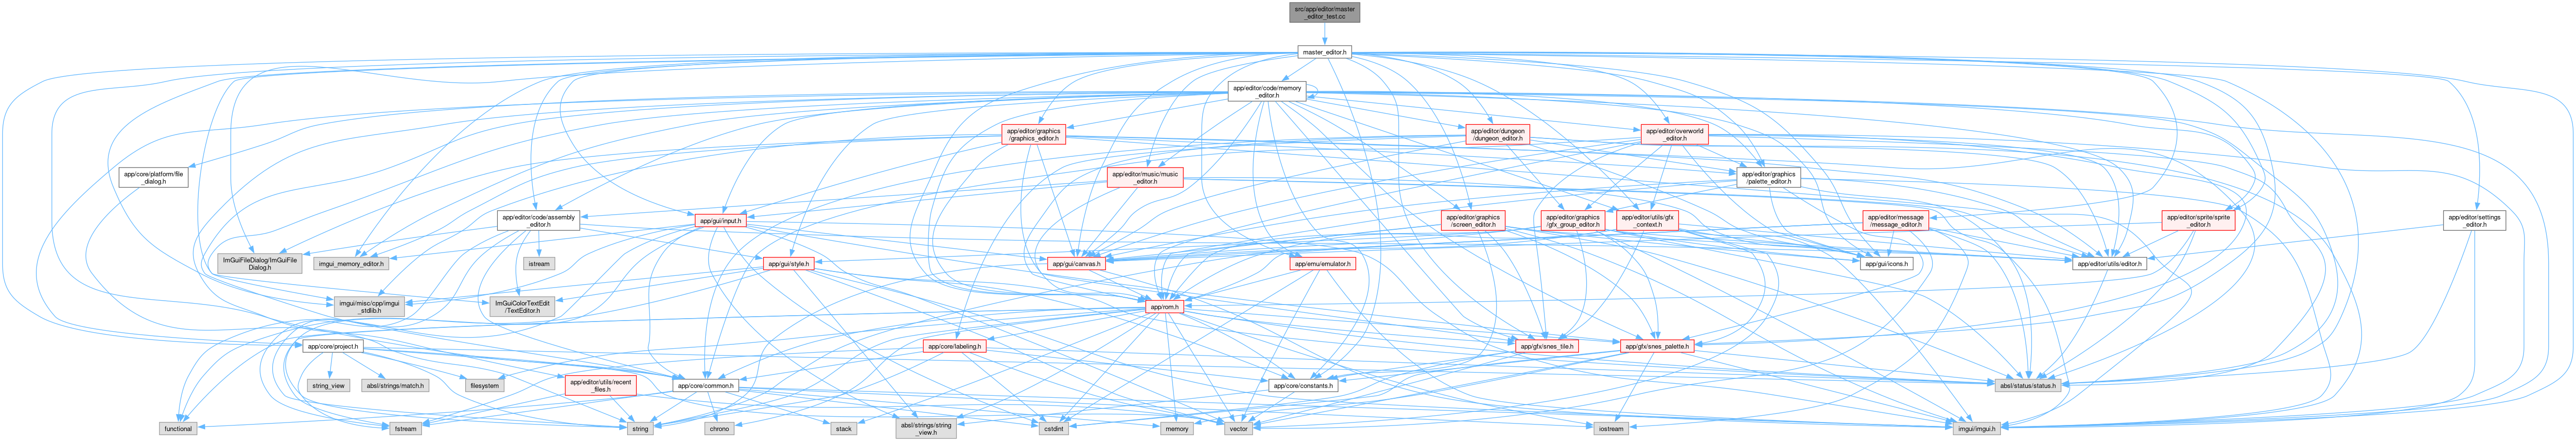 src/app/editor/master
_editor_test.cc
master_editor.h
app/editor/code/memory
_editor.h
app/editor/graphics
/graphics_editor.h
app/editor/dungeon
/dungeon_editor.h
app/editor/overworld
_editor.h
app/core/platform/file
_dialog.h
app/editor/music/music
_editor.h
app/editor/graphics
/palette_editor.h
app/editor/code/assembly
_editor.h
app/gui/input.h
app/editor/graphics
/screen_editor.h
app/editor/graphics
/gfx_group_editor.h
app/editor/utils/gfx
_context.h
app/editor/message
/message_editor.h
app/editor/sprite/sprite
_editor.h
app/editor/settings
_editor.h
ImGuiFileDialog/ImGuiFile
Dialog.h
imgui_memory_editor.h
istream
app/gui/style.h
app/gui/canvas.h
app/emu/emulator.h
app/gui/icons.h
app/editor/utils/editor.h
imgui/misc/cpp/imgui
_stdlib.h
ImGuiColorTextEdit
/TextEditor.h
app/rom.h
app/core/project.h
app/core/labeling.h
app/gfx/snes_tile.h
app/gfx/snes_palette.h
string_view
absl/strings/match.h
filesystem
app/editor/utils/recent
_files.h
app/core/common.h
app/core/constants.h
absl/status/status.h
functional
fstream
string
chrono
stack
absl/strings/string
_view.h
cstdint
memory
vector
iostream
imgui/imgui.h